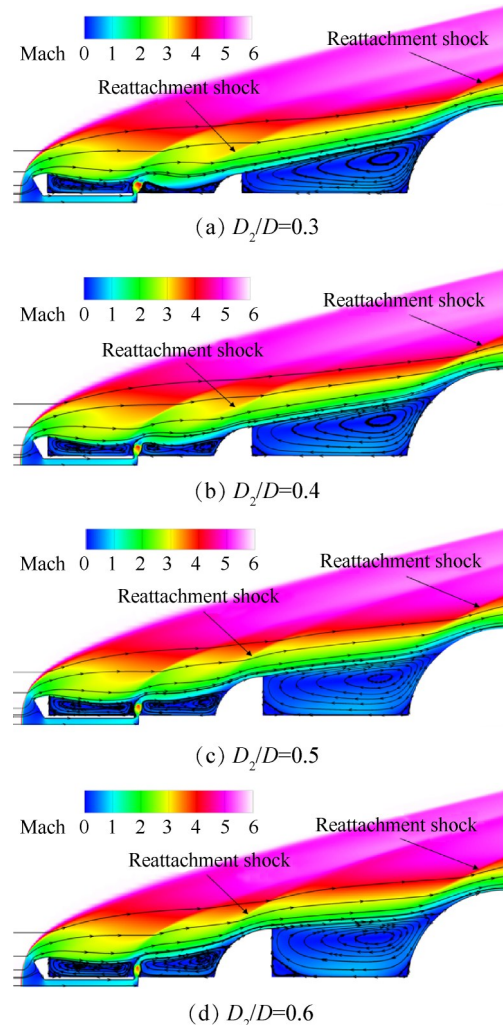 Mach 0 1 2 3 4 5 6
Reattachment shock
Reattachment shock
(a) D₂/D=0.3
Mach 0 1 2 3 4 5 6
Reattachment shock
Reattachment shock
(b) D₂/D=0.4
Mach 0 1 2 3 4 5 6
Reattachment shock
Reattachment shock
(c) D₂/D=0.5
Mach 0 1 2 3 4 5 6
Reattachment shock
Reattachment shock
(d) D₂/D=0.6